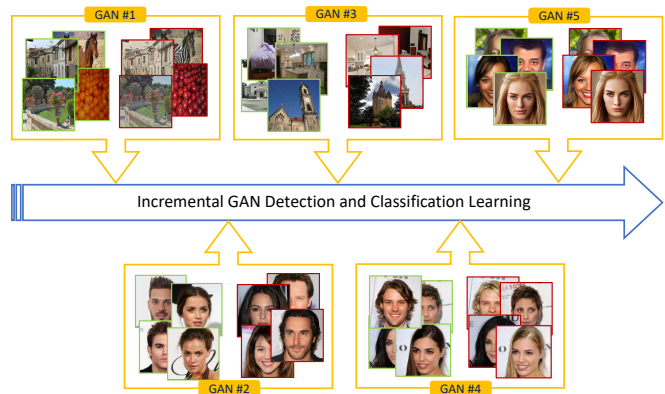 GAN #1
GAN #3
GAN #5
Incremental GAN Detection and Classification Learning
GAN #2
GAN #4